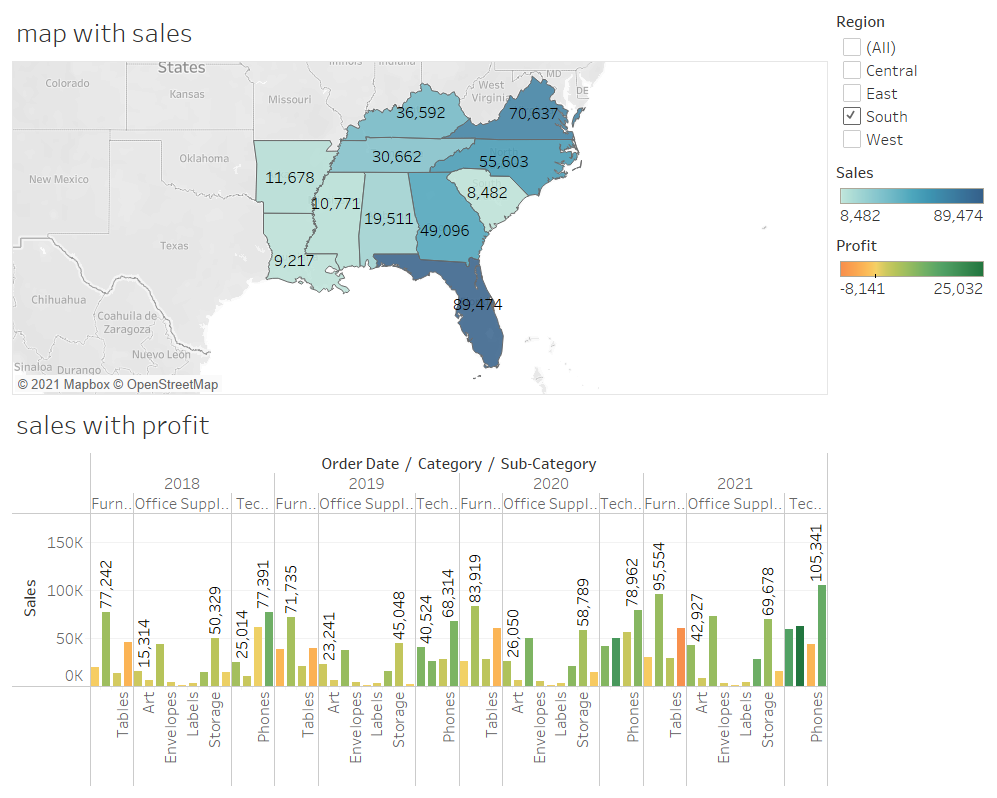 map with sales
Region
(All)
Central
East
✓ South
West
Sales
8,482 89,474
Profit
-8,141 25,032
States
Illinois Indiana
Colorado
Kansas
Missouri
West
Virginia
MD
DE
36,592
70,637
Oklahoma
30,662
North
55,603
New Mexico
11,678
8,482
10,771
19,511
49,096
Texas
9,217
Chihuahua
89,474
Coahuila de
Zaragoza
Nuevo León
Sinaloa Durango
© 2021 Mapbox © OpenStreetMap
sales with profit
Order Date / Category / Sub-Category
2018 2019 2020 2021
Furn.. Office Suppl.. Tec.. Furn.. Office Suppl.. Tech.. Furn.. Office Suppl.. Tech.. Furn.. Office Suppl.. Tec..
Sales
150K
100K
50K
0K
77,242 15,314 50,329 25,014 77,391 71,735 23,241 45,048 40,524 68,314 83,919 26,050 58,789 78,962 95,554 42,927 69,678 105,341
Tables Art Envelopes Labels Storage Phones Tables Art Envelopes Labels Storage Phones Tables Art Envelopes Labels Storage Phones Tables Art Envelopes Labels Storage Phones